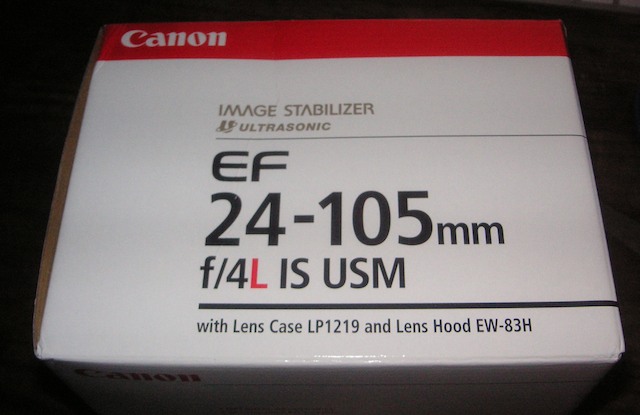 Canon
IMAGE STABILIZER
ULTRASONIC
EF
24-105mm
f/4L IS USM
with Lens Case LP1219 and Lens Hood EW-83H
Canon